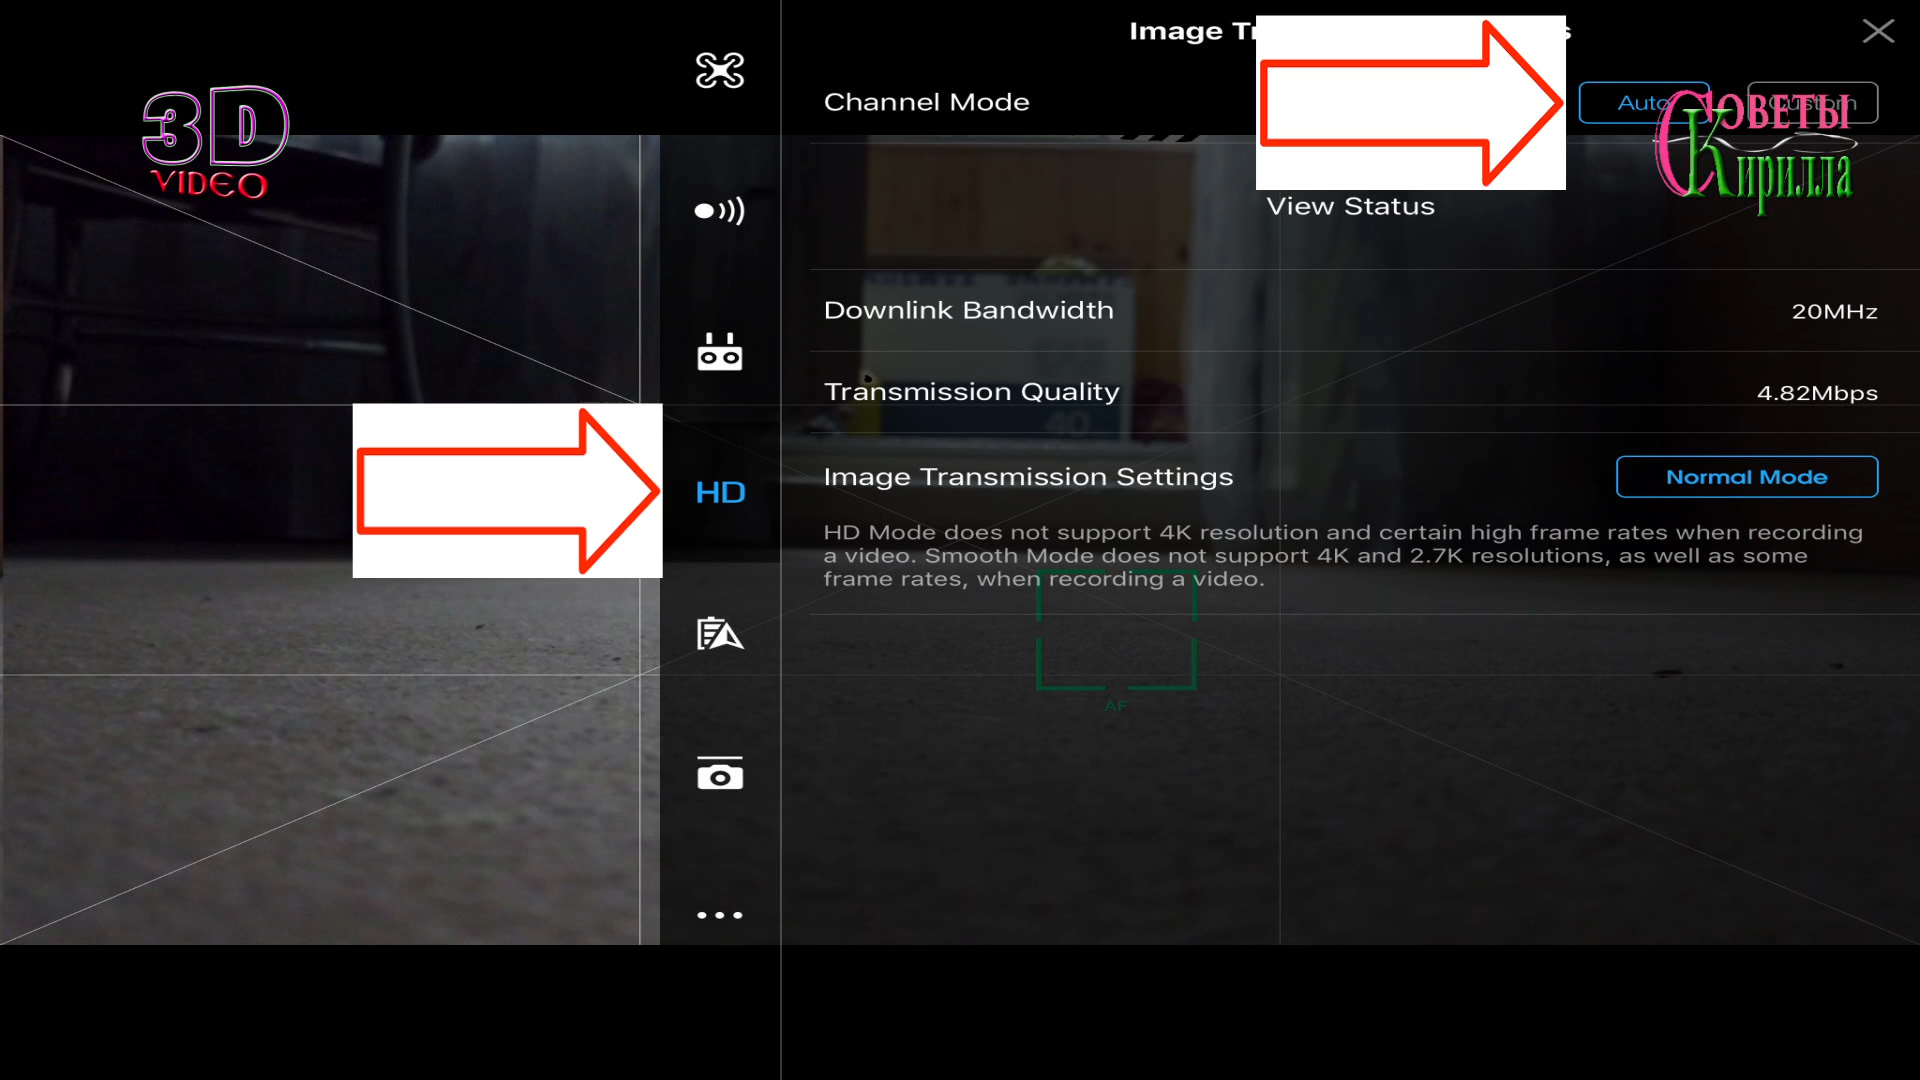 Image
3D
VIDEO
Channel Mode
Auto
Custom
Советы
Кирилла
View Status
Downlink Bandwidth
20MHz
Transmission Quality
4.82Mbps
HD
Image Transmission Settings
Normal Mode
HD Mode does not support 4K resolution and certain high frame rates when recording
a video. Smooth Mode does not support 4K and 2.7K resolutions, as well as some
frame rates, when recording a video.
AF